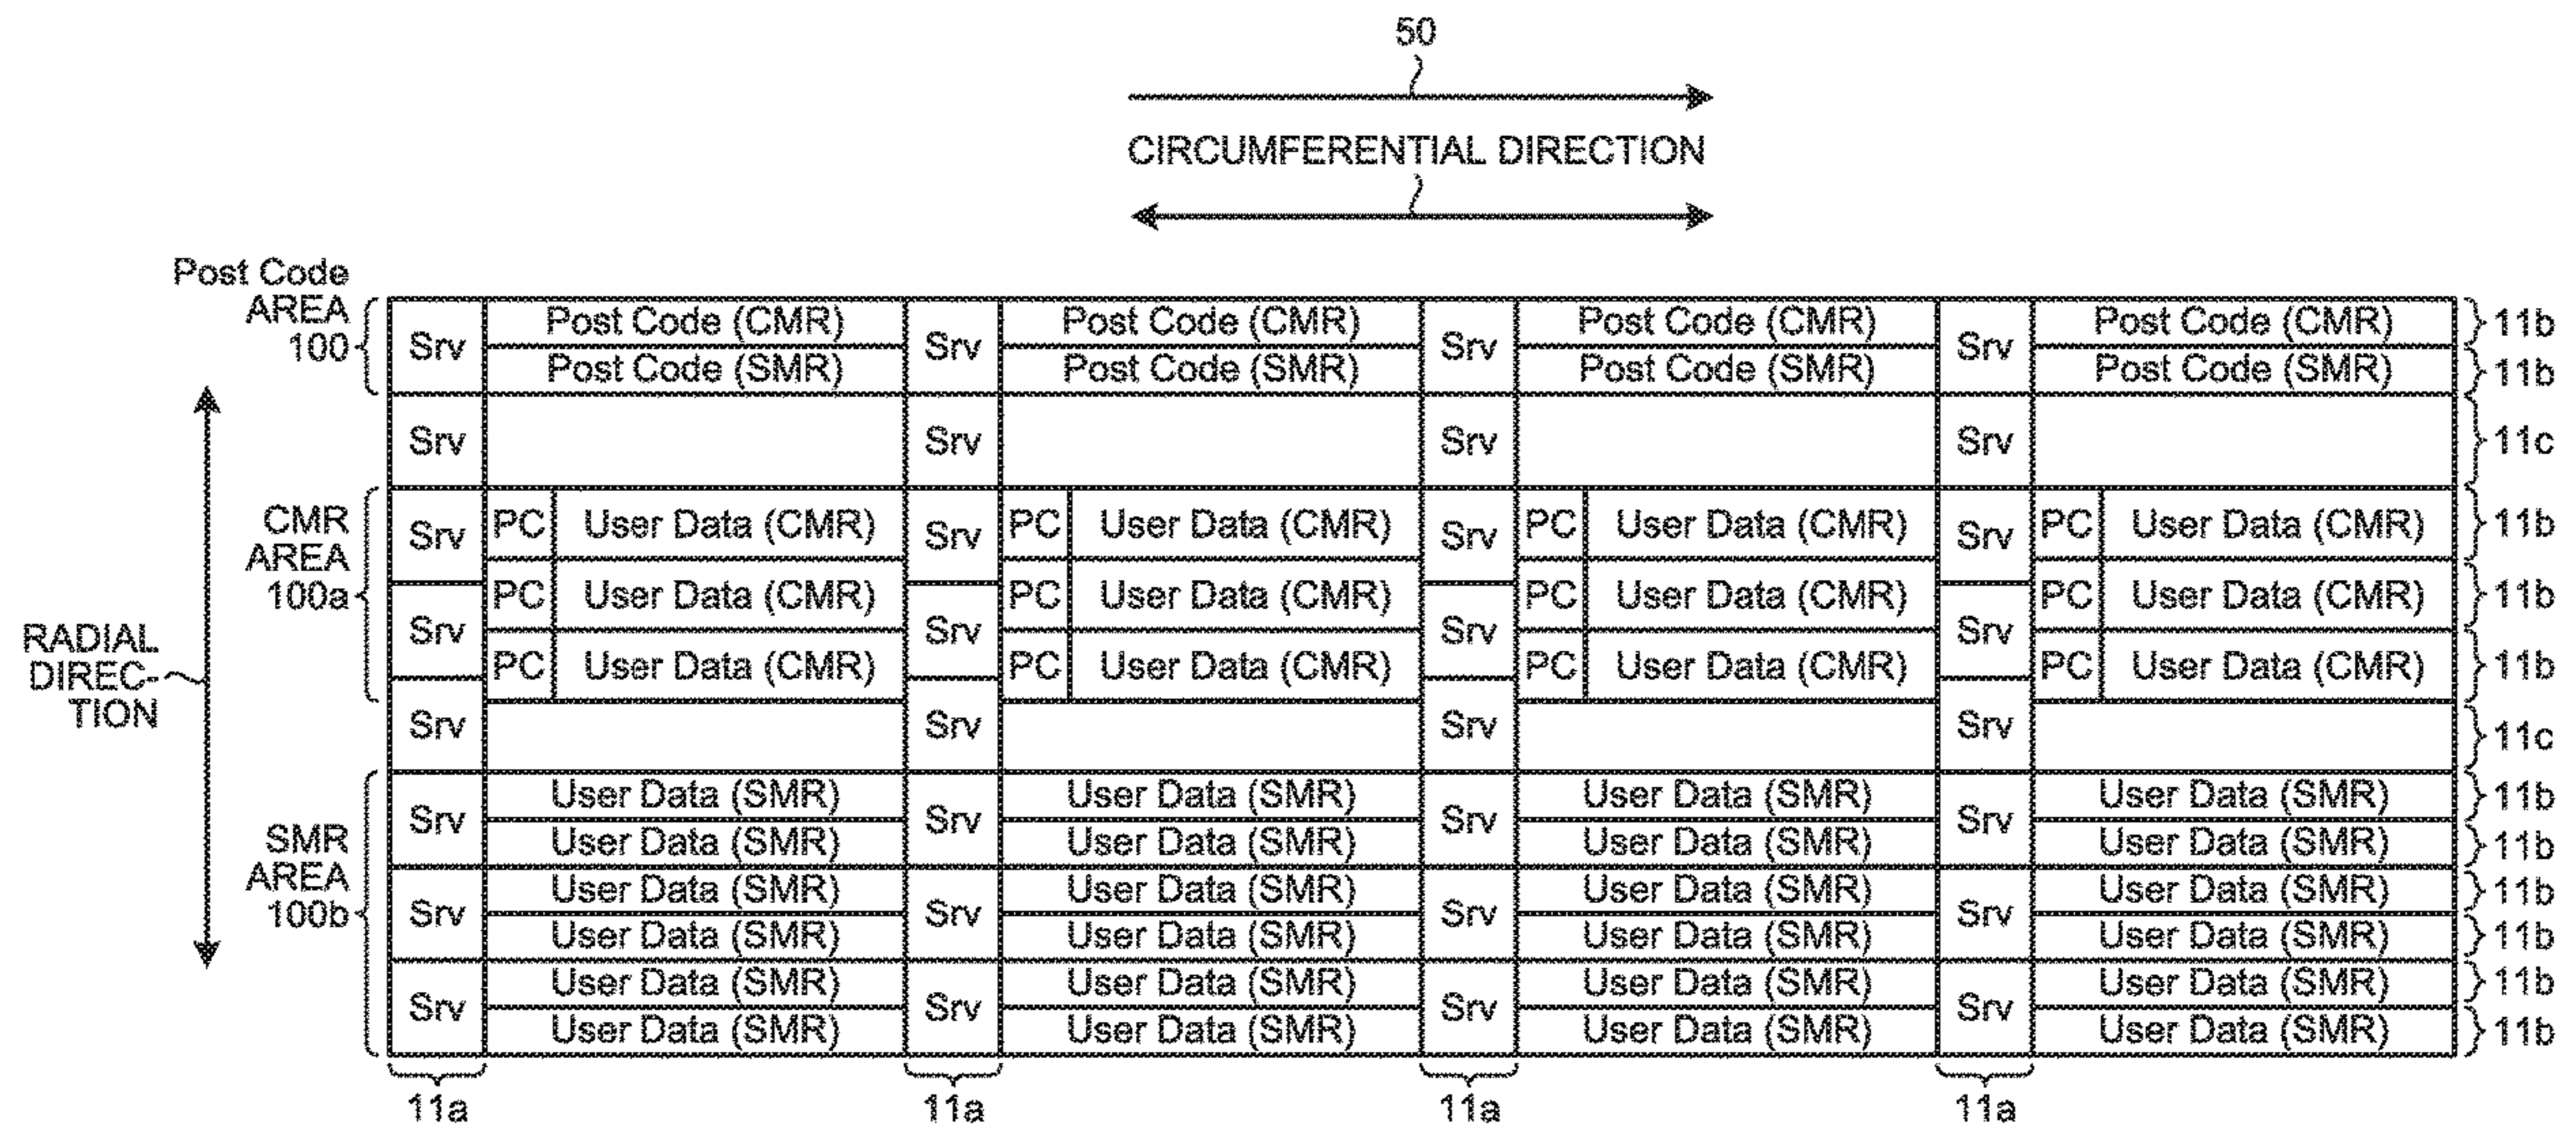 50
CIRCUMFERENTIAL DIRECTION
Post Code
AREA
100
Srv Post Code (CMR) Srv Post Code (CMR) Srv Post Code (CMR) Srv Post Code (CMR) 11b
Post Code (SMR) Post Code (SMR) Post Code (SMR) Post Code (SMR) 11b
Srv Srv Srv Srv 11c
CMR
AREA
100a
Srv PC User Data (CMR) Srv PC User Data (CMR) Srv PC User Data (CMR) Srv PC User Data (CMR) 11b
Srv PC User Data (CMR) Srv PC User Data (CMR) Srv PC User Data (CMR) Srv PC User Data (CMR) 11b
PC User Data (CMR) PC User Data (CMR) PC User Data (CMR) PC User Data (CMR) 11b
RADIAL
DIREC-
TION
Srv Srv Srv Srv 11c
SMR
AREA
100b
Srv User Data (SMR) Srv User Data (SMR) Srv User Data (SMR) Srv User Data (SMR) 11b
User Data (SMR) User Data (SMR) User Data (SMR) User Data (SMR) 11b
Srv User Data (SMR) Srv User Data (SMR) Srv User Data (SMR) Srv User Data (SMR) 11b
User Data (SMR) User Data (SMR) User Data (SMR) User Data (SMR) 11b
Srv User Data (SMR) Srv User Data (SMR) Srv User Data (SMR) Srv User Data (SMR) 11b
User Data (SMR) User Data (SMR) User Data (SMR) User Data (SMR) 11b
11a 11a 11a 11a